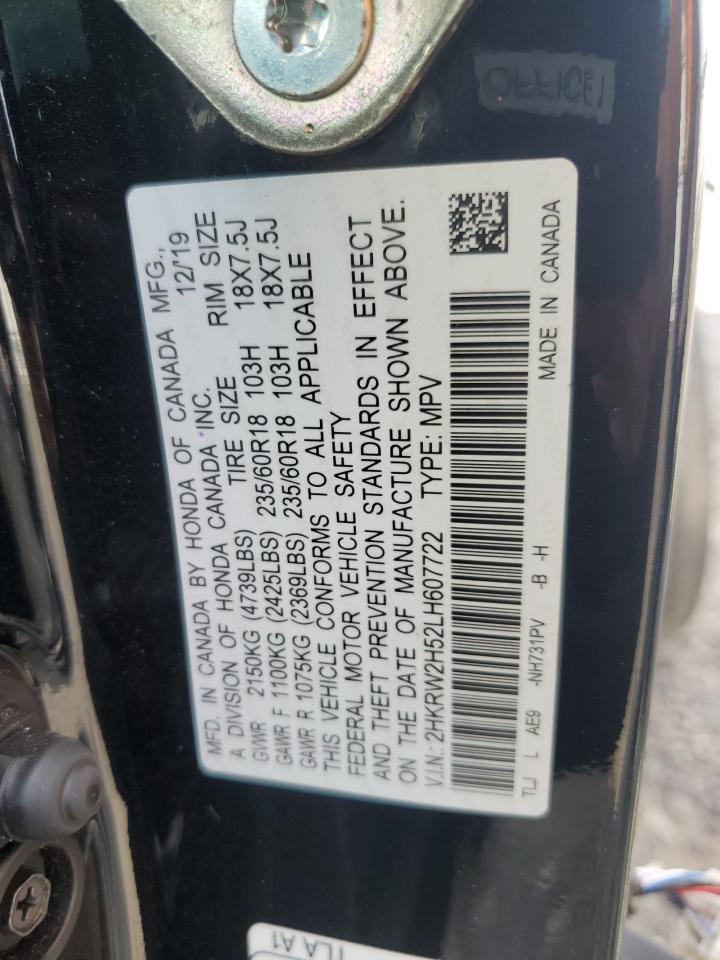 MFD. IN CANADA BY HONDA OF CANADA MFG.,
A DIVISION OF HONDA CANADA INC. 12/'19
GVWR 2150KG (4739LBS) TIRE SIZE RIM SIZE
GAWR F 1100KG (2425LBS) 235/60R18 103H 18X7.5J
GAWR R 1075KG (2369LBS) 235/60R18 103H 18X7.5J
THIS VEHICLE CONFORMS TO ALL APPLICABLE
FEDERAL MOTOR VEHICLE SAFETY
AND THEFT PREVENTION STANDARDS IN EFFECT
ON THE DATE OF MANUFACTURE SHOWN ABOVE.
V.I.N.: 2HKRW2H52LH607722 TYPE: MPV
TLJ L AE9 -NH731PV -B -H MADE IN CANADA